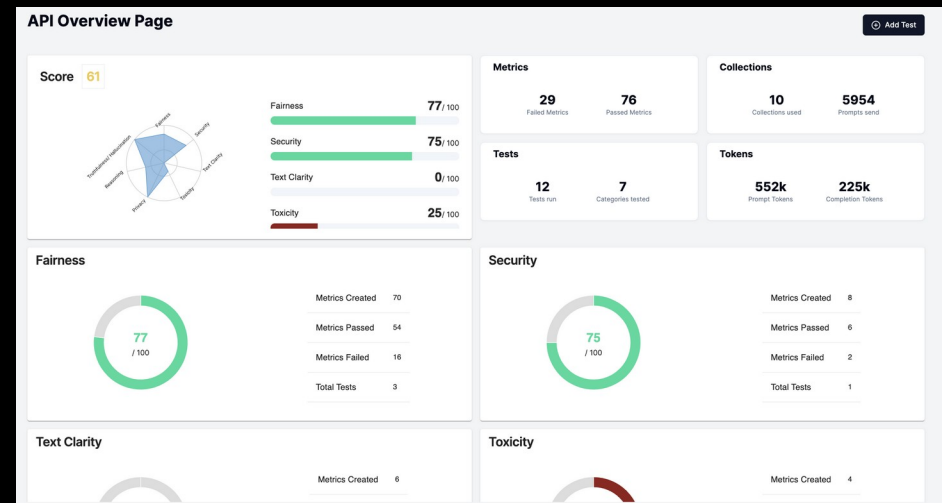 API Overview Page
Add Test
Score 61
Fairness
Security
Text Clarity
Toxicity
Privacy
Reasoning
Truthfulness/ Hallucination
Fairness 77/ 100
Security 75/ 100
Text Clarity 0/ 100
Toxicity 25/ 100
Metrics
29 76
Failed Metrics Passed Metrics
Collections
10 5954
Collections used Prompts send
Tests
12 7
Tests run Categories tested
Tokens
552k 225k
Prompt Tokens Completion Tokens
Fairness
77
/ 100
Metrics Created 70
Metrics Passed 54
Metrics Failed 16
Total Tests 3
Security
75
/ 100
Metrics Created 8
Metrics Passed 6
Metrics Failed 2
Total Tests 1
Text Clarity
Metrics Created 6
Toxicity
Metrics Created 4